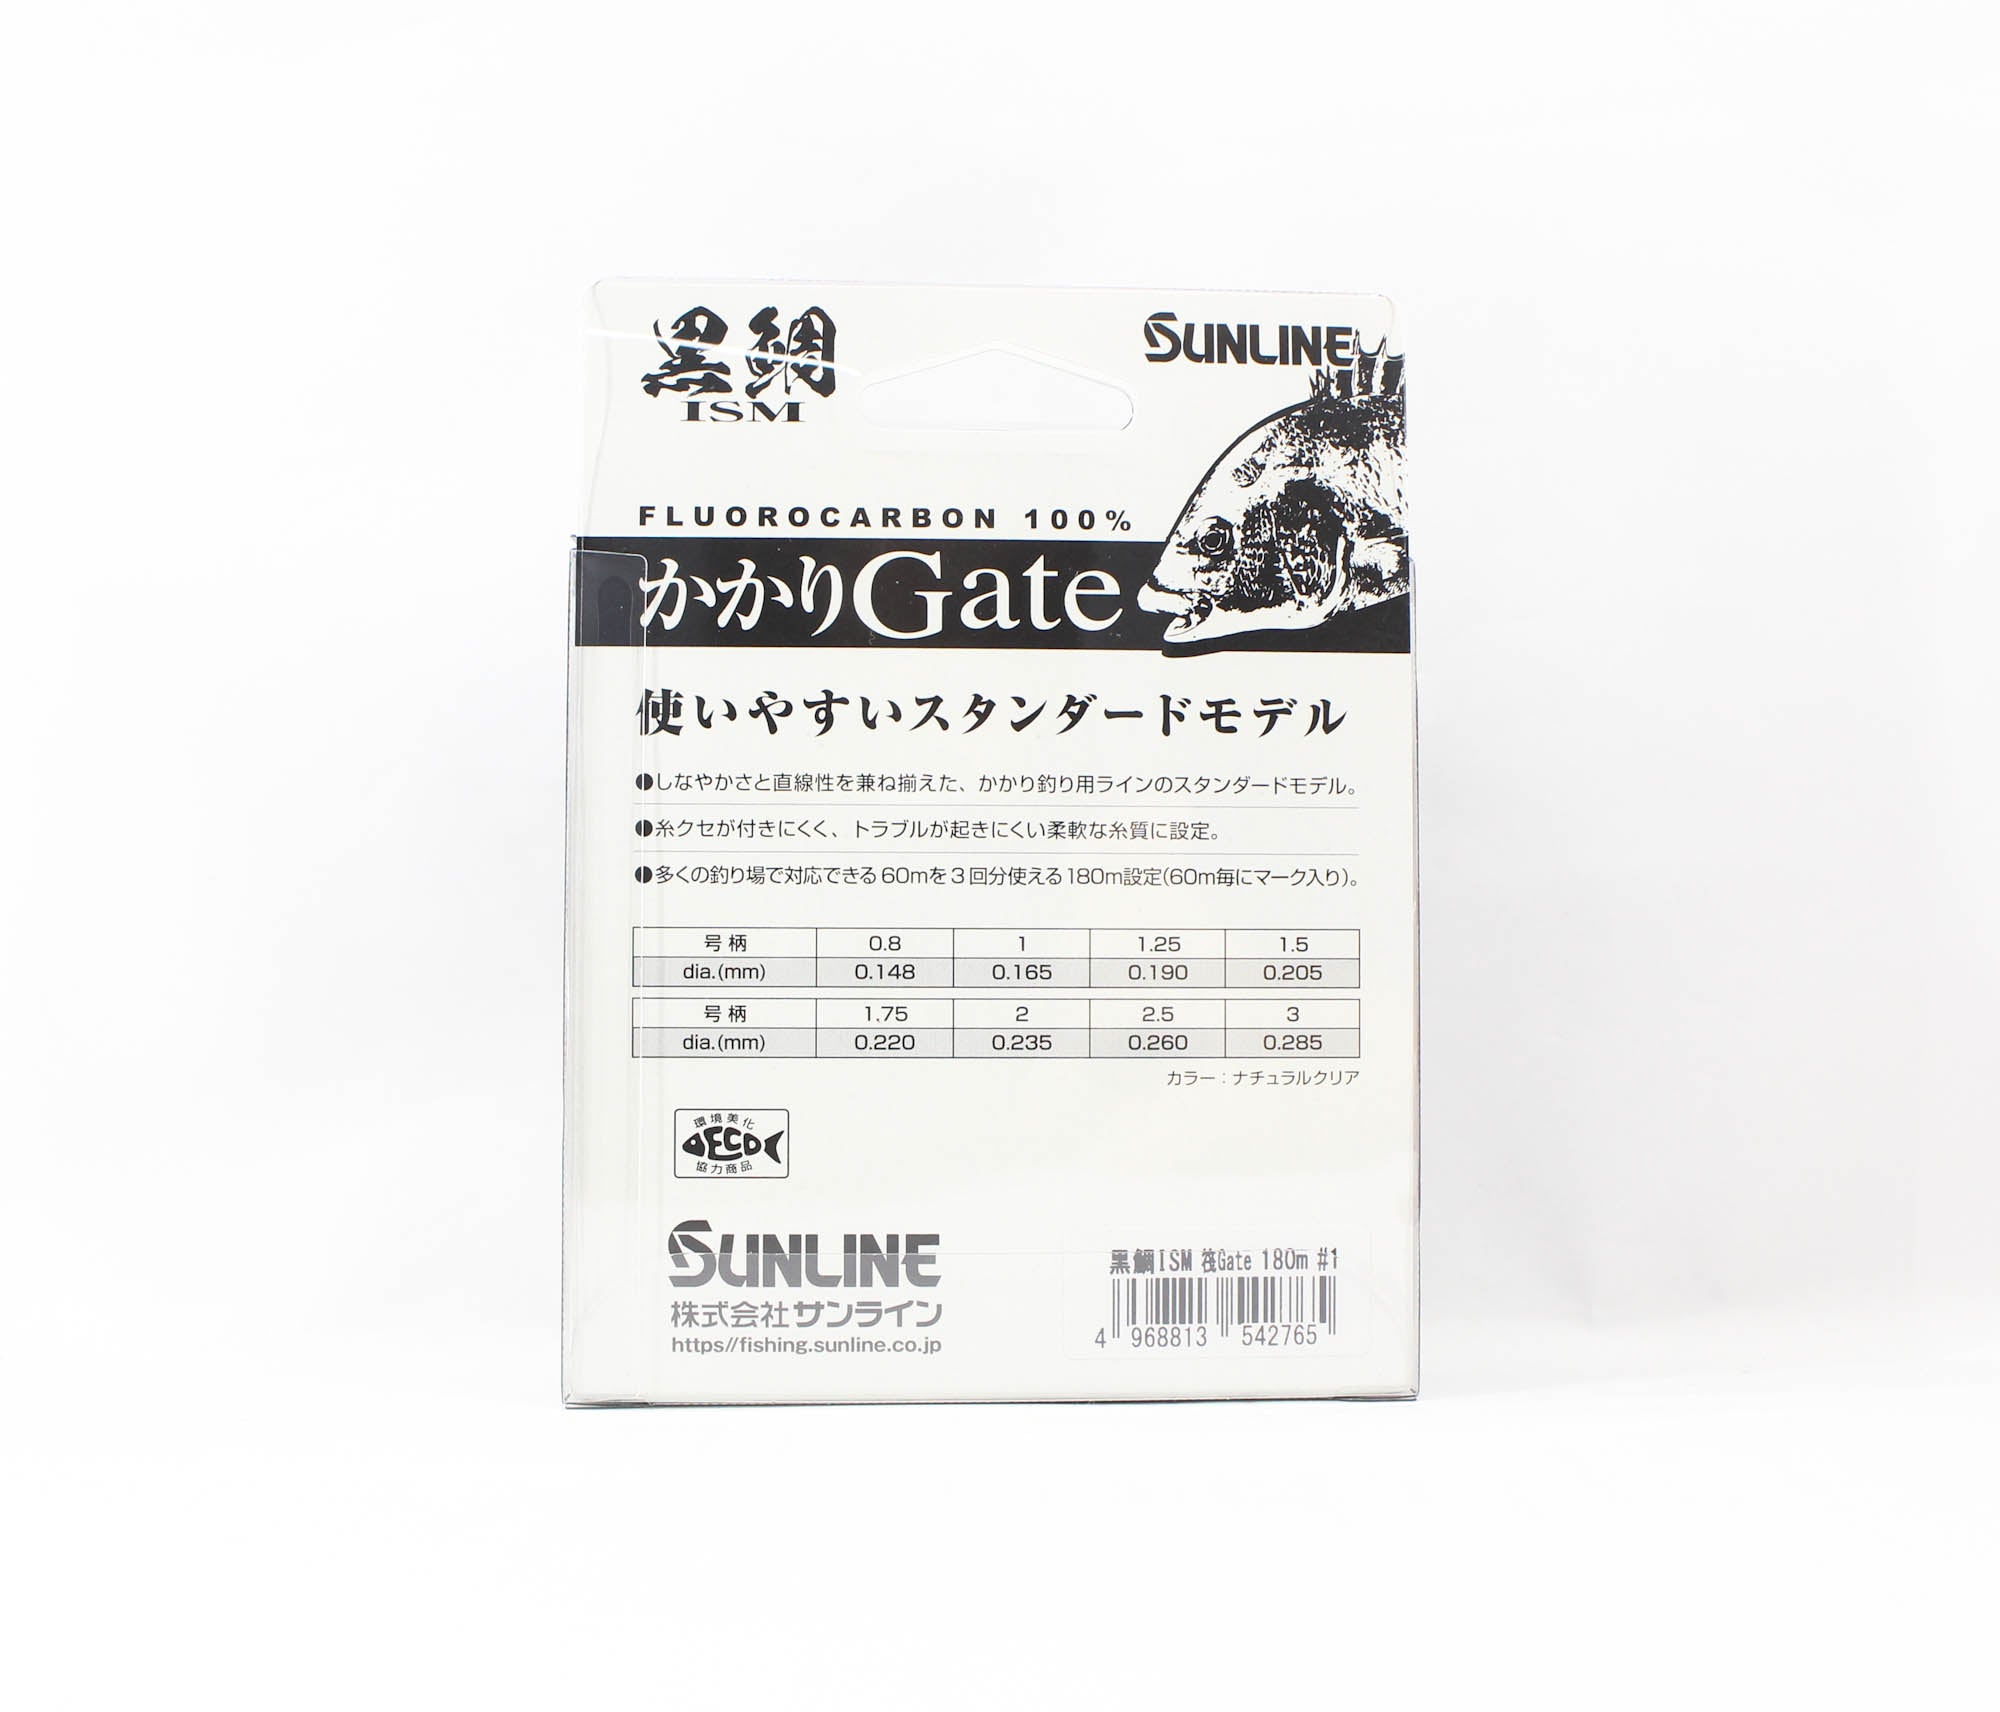 黒鯛
ISM
SUNLINE
FLUOROCARBON 100%
かかりGate
使いやすいスタンダードモデル
●しなやかさと直線性を兼ね揃えた、かかり釣り用ラインのスタンダードモデル。
●糸クセが付きにくく、トラブルが起きにくい柔軟な糸質に設定。
●多くの釣り場で対応できる60mを3回分使える180m設定(60m毎にマーク入り)。
号柄 0.8 1 1.25 1.5
dia.(mm) 0.148 0.165 0.190 0.205
号柄 1.75 2 2.5 3
dia.(mm) 0.220 0.235 0.260 0.285
カラー：ナチュラルクリア
環境美化
ECO
協力商品
SUNLINE
株式会社サンライン
https//fishing.sunline.co.jp
黒鯛ISM 筏Gate 180m #1
4 968813 542765